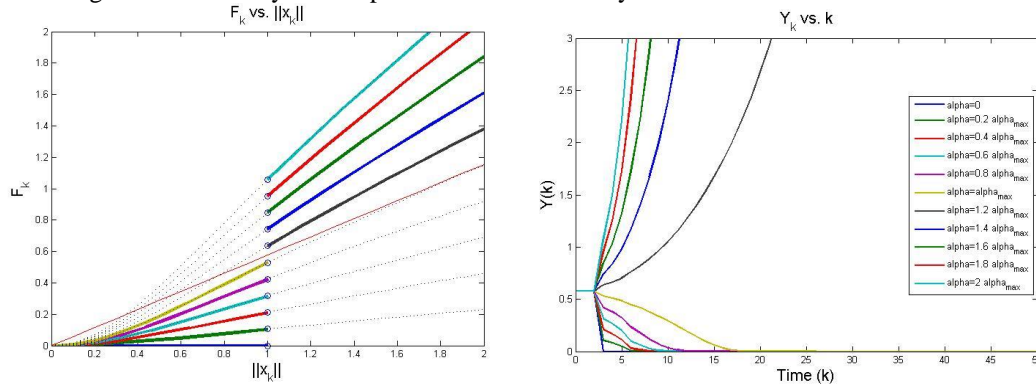 F_k vs. ||x_k||
2
1.8
1.6
1.4
1.2
1
0.8
0.6
0.4
0.2
0
F_k
0 0.2 0.4 0.6 0.8 1 1.2 1.4 1.6 1.8 2
||x_k||
Y_k vs. k
3
2.5
2
1.5
1
0.5
0
Y(k)
0 5 10 15 20 25 30 35 40 45
Time (k)
alpha=0
alpha=0.2 alpha_max
alpha=0.4 alpha_max
alpha=0.6 alpha_max
alpha=0.8 alpha_max
alpha=alpha_max
alpha=1.2 alpha_max
alpha=1.4 alpha_max
alpha=1.6 alpha_max
alpha=1.8 alpha_max
alpha=2 alpha_max